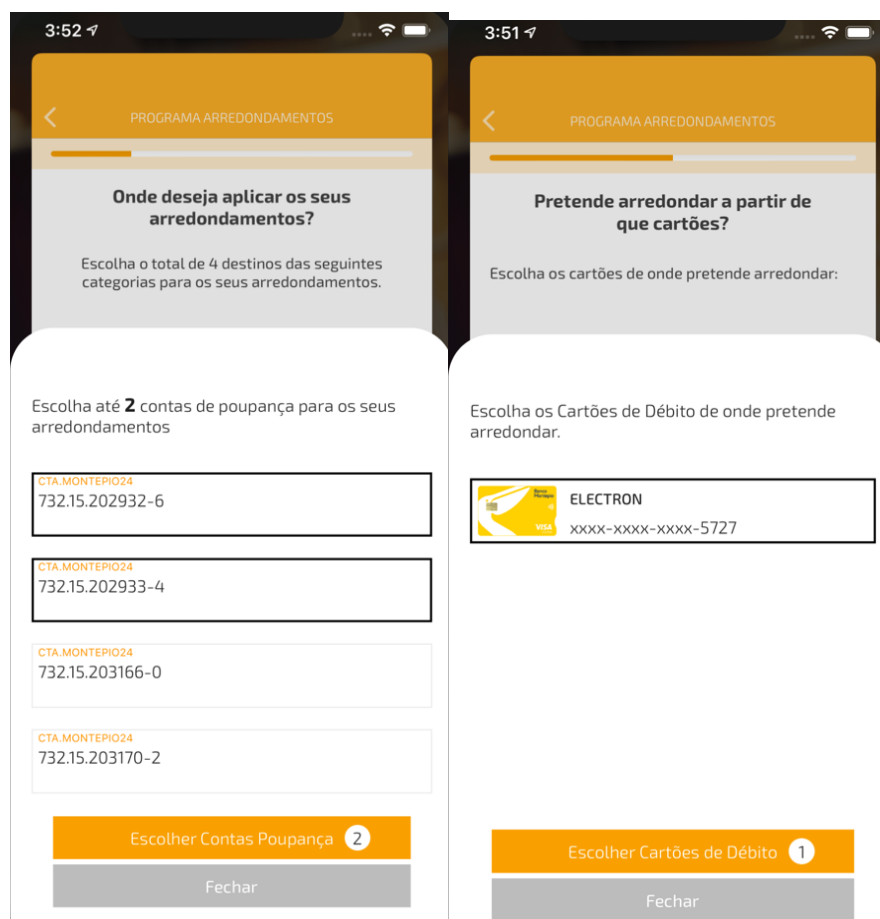 3:52
PROGRAMA ARREDONDAMENTOS
Onde deseja aplicar os seus
arredondamentos?
Escolha o total de 4 destinos das seguintes
categorias para os seus arredondamentos.
Escolha até 2 contas de poupança para os seus
arredondamentos
CTA.MONTEPIO24
732.15.202932-6
CTA.MONTEPIO24
732.15.202933-4
CTA.MONTEPIO24
732.15.203166-0
CTA.MONTEPIO24
732.15.203170-2
Escolher Contas Poupança 2
Fechar
3:51
PROGRAMA ARREDONDAMENTOS
Pretende arredondar a partir de
que cartões?
Escolha os cartões de onde pretende arredondar:
Escolha os Cartões de Débito de onde pretende
arredondar.
Banco
Montepio
VISA
ELECTRON
xxxx-xxxx-xxxx-5727
Escolher Cartões de Débito 1
Fechar